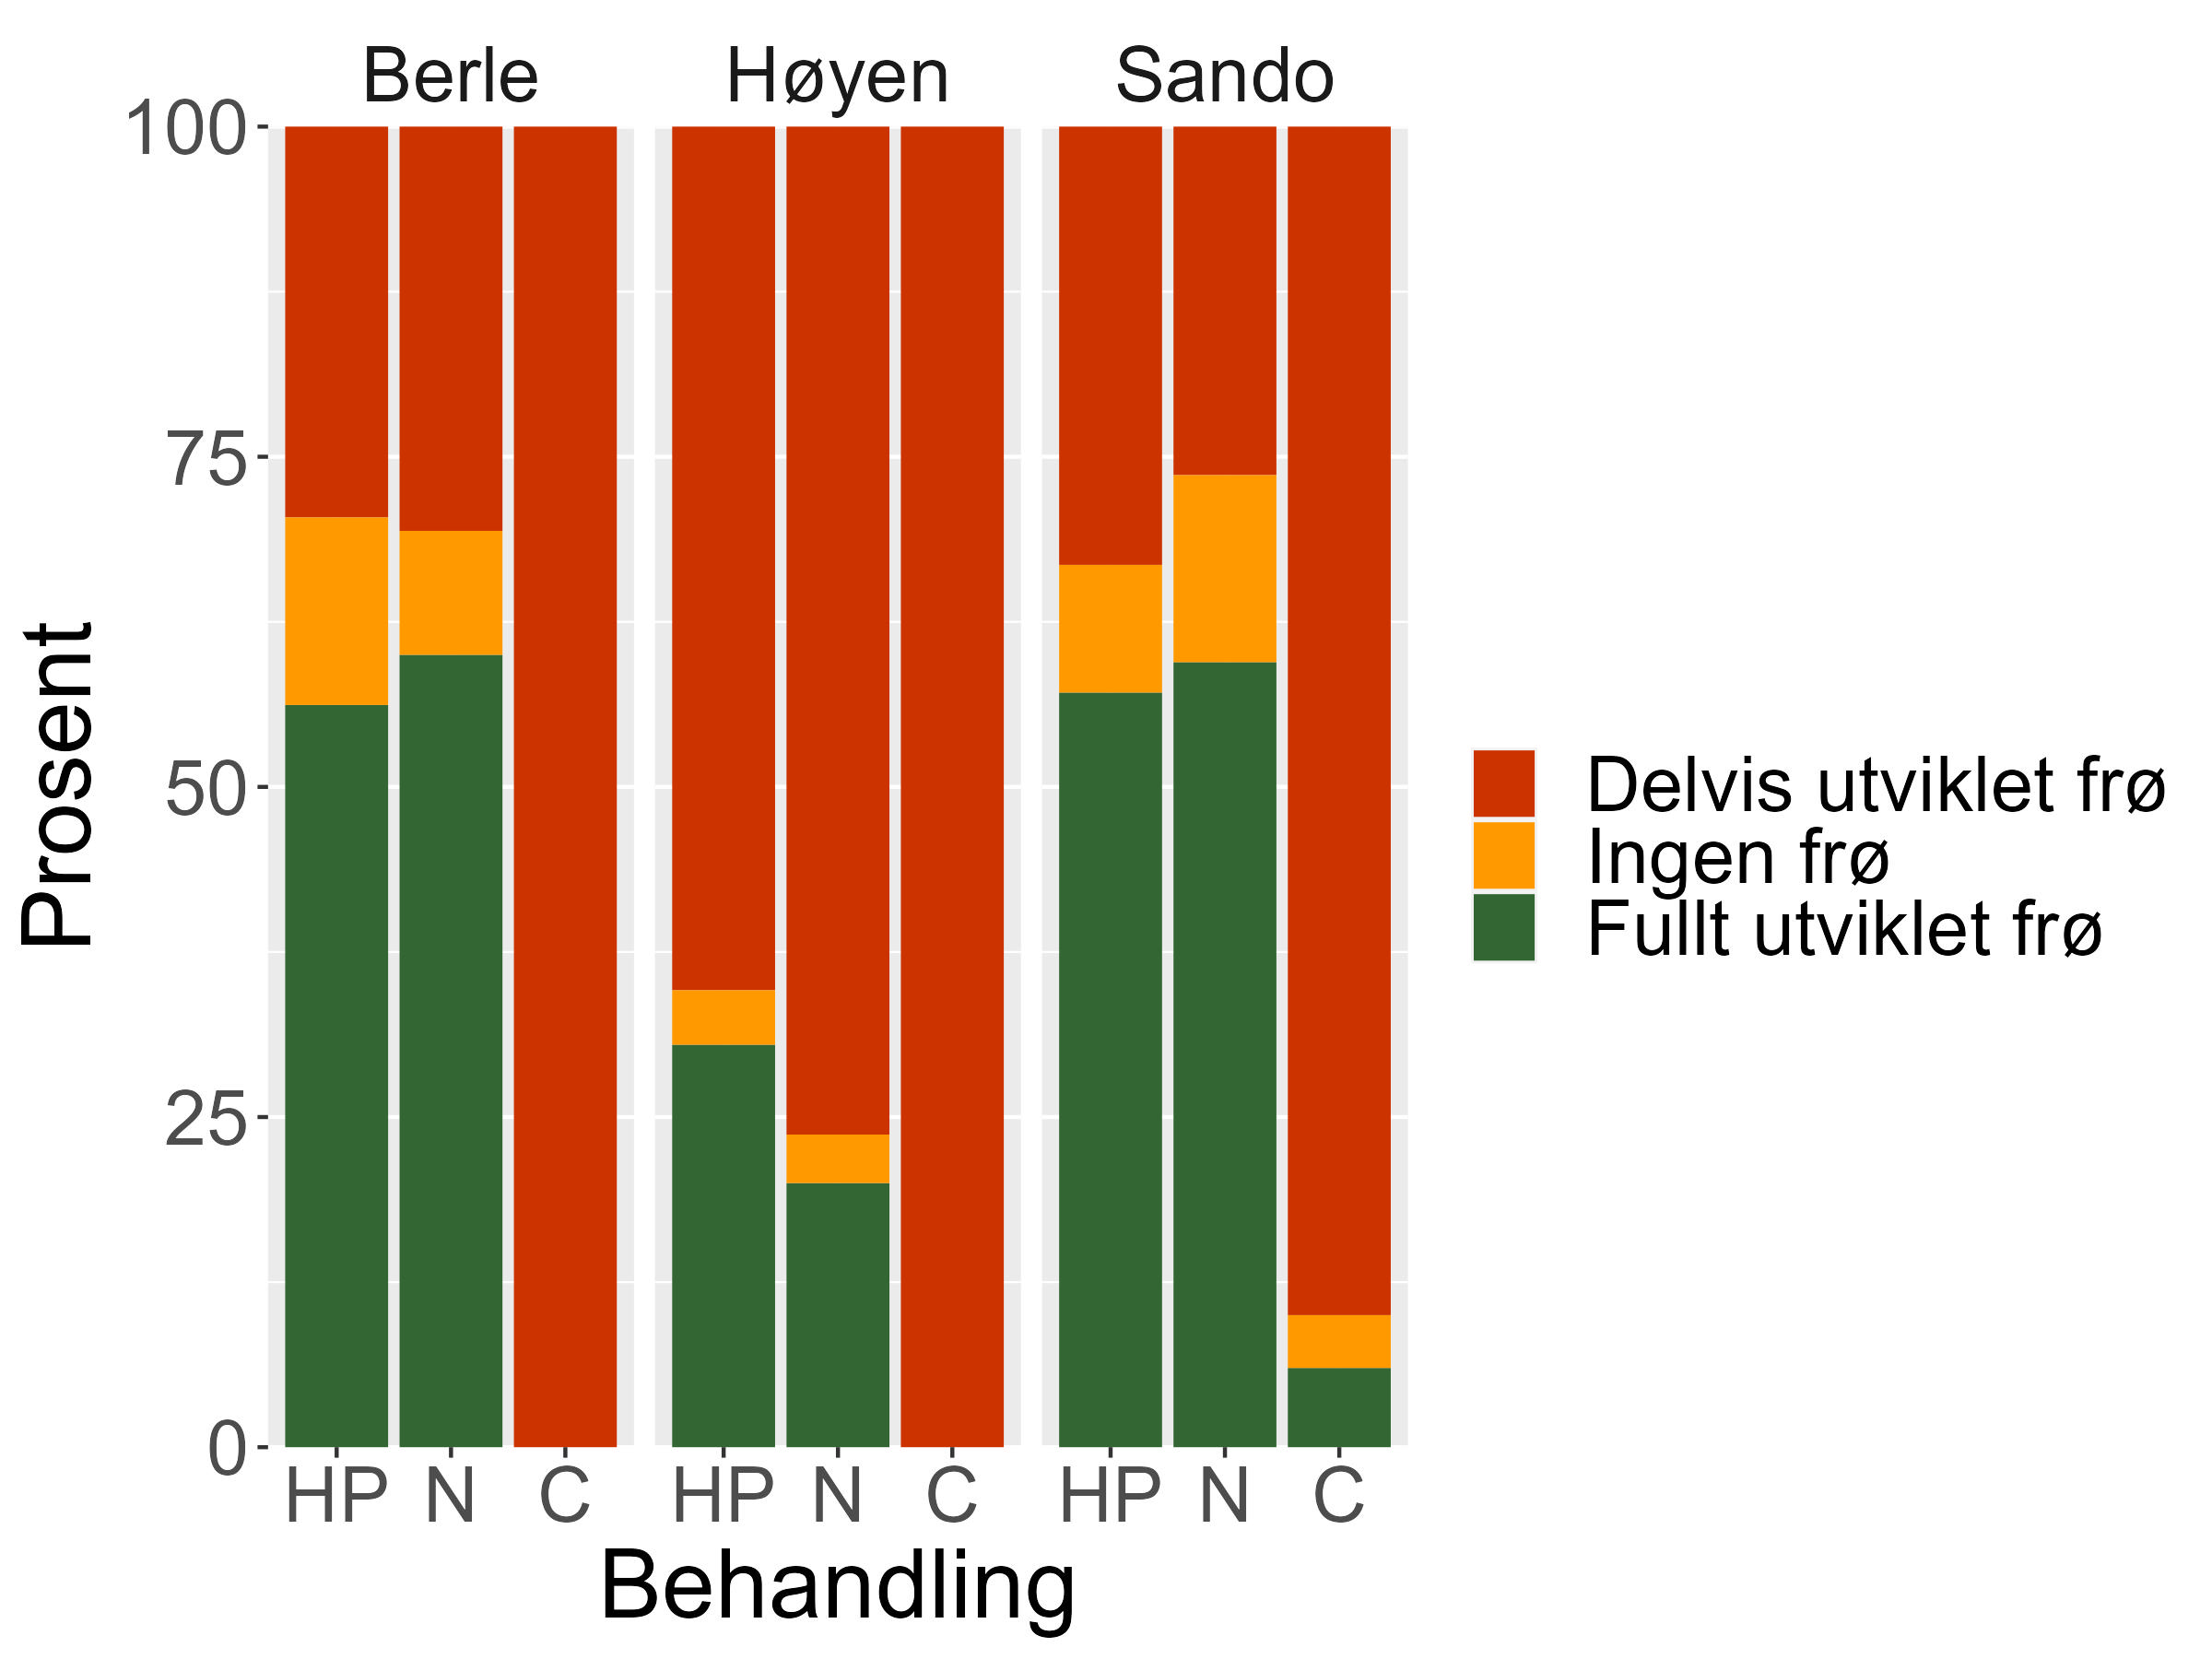 Berle Høyen Sando
100
75
50
25
0
Prosent
HP N C HP N C HP N C
Behandling
Delvis utviklet frø
Ingen frø
Fullt utviklet frø